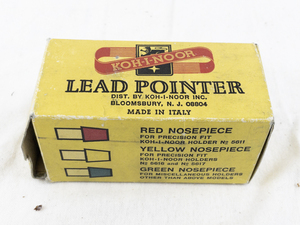 KOH-I-NOOR
LEAD POINTER
DIST. BY KOH-I-NOOR INC.
BLOOMSBURY, N. J. 08804
MADE IN ITALY
RED NOSEPIECE
FOR PRECISION FIT
KOH-I-NOOR HOLDER Nº 5611
YELLOW NOSEPIECE
FOR PRECISION FIT
KOH-I-NOOR HOLDERS
Nº 5616 and Nº 5617
GREEN NOSEPIECE
FOR MISCELLANEOUS HOLDERS
OTHER THAN ABOVE MODELS